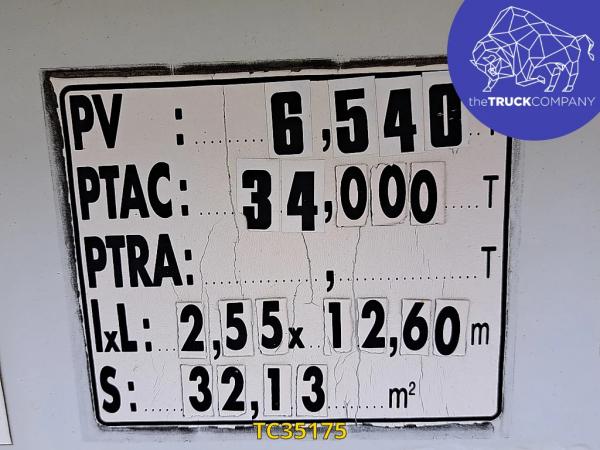 theTRUCKCOMPANY
PV : 6,540 T
PTAC: 34,000 T
PTRA: , T
lxL: 2,55x 12,60 m
S: 32,13 m²
TC35175